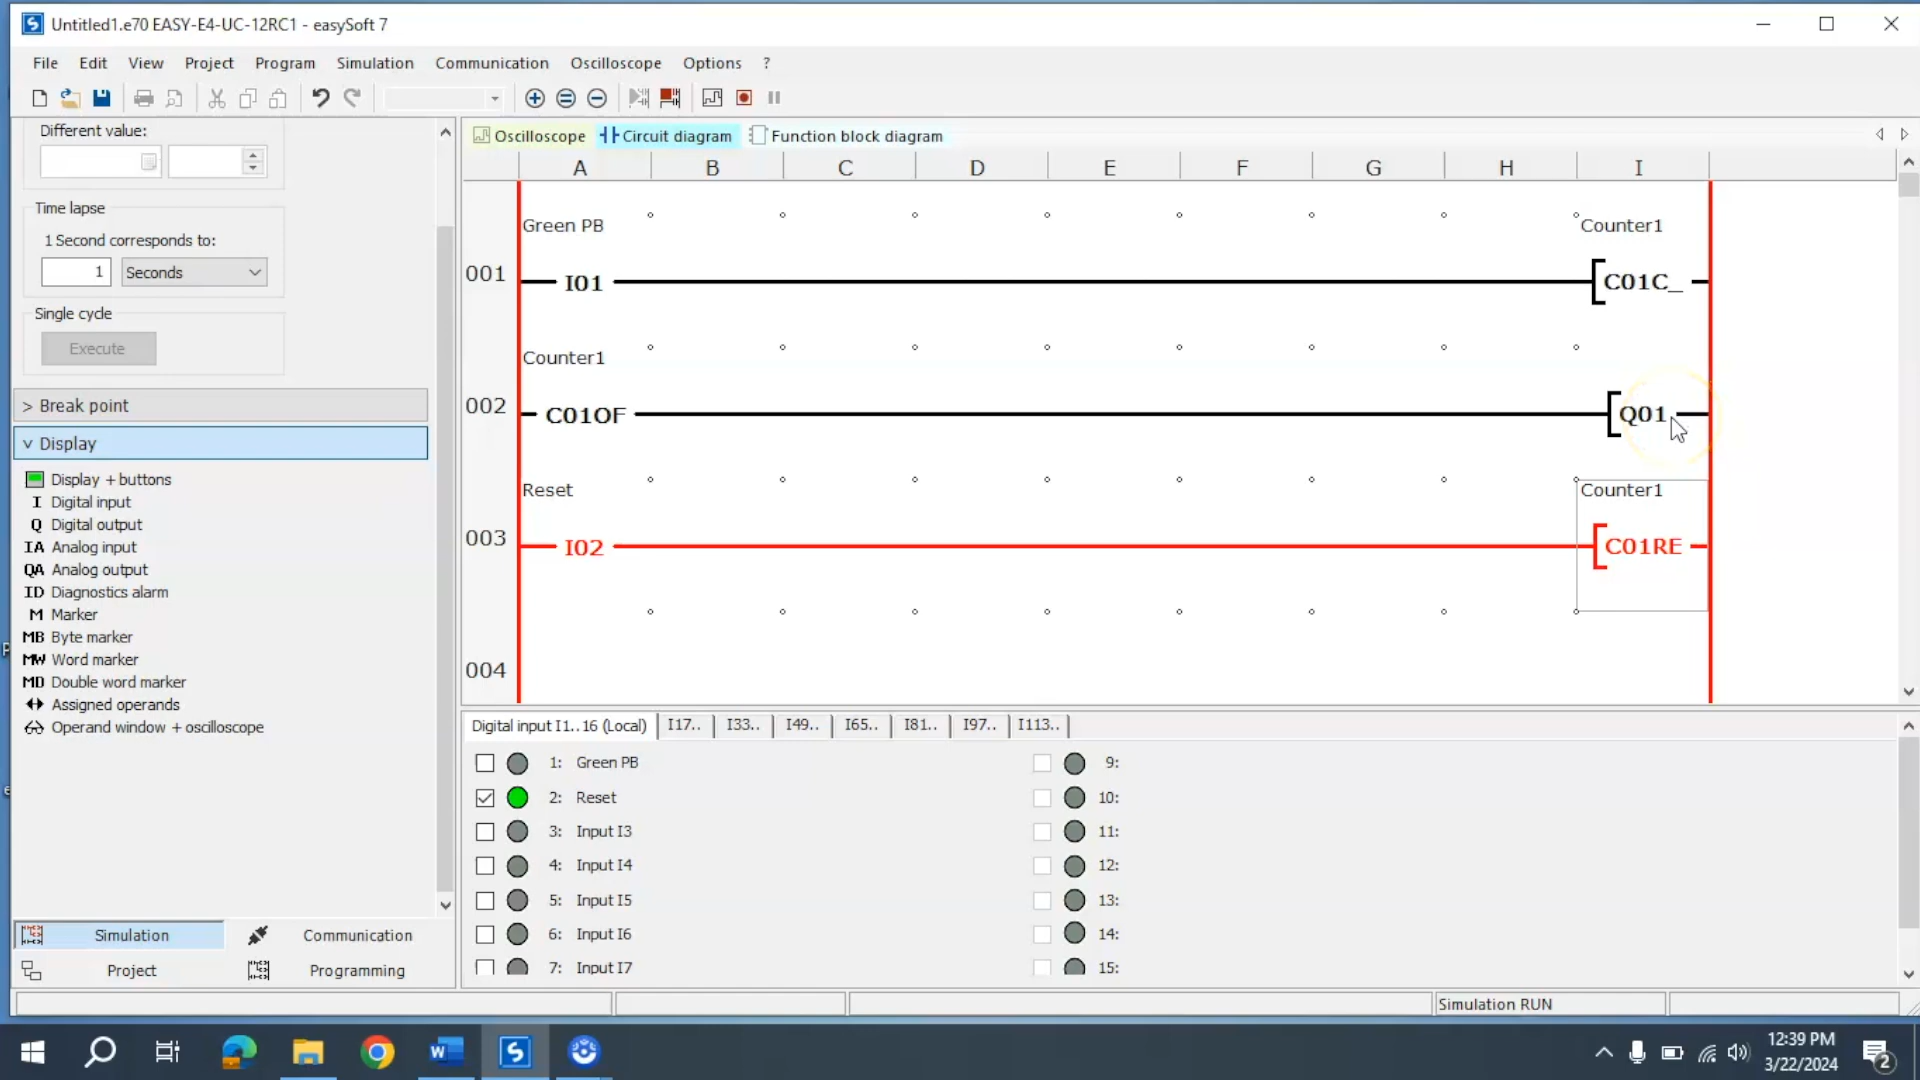 Untitled1.e70 EASY-E4-UC-12RC1 - easySoft 7
File Edit View Project Program Simulation Communication Oscilloscope Options ?
Different value:
Time lapse
1 Second corresponds to:
1 Seconds
Single cycle
Execute
> Break point
v Display
Display + buttons
I Digital input
Q Digital output
IA Analog input
QA Analog output
ID Diagnostics alarm
M Marker
MB Byte marker
MW Word marker
MD Double word marker
Assigned operands
Operand window + oscilloscope
Simulation Communication
Project Programming
Oscilloscope Circuit diagram Function block diagram
A B C D E F G H I
Green PB Counter1
001 I01 C01C_
Counter1
002 C01OF Q01
Reset Counter1
003 I02 C01RE
004
Digital input I1..16 (Local) I17.. I33.. I49.. I65.. I81.. I97.. I113..
1: Green PB 9:
2: Reset 10:
3: Input I3 11:
4: Input I4 12:
5: Input I5 13:
6: Input I6 14:
7: Input I7 15:
Simulation RUN
12:39 PM
3/22/2024
2